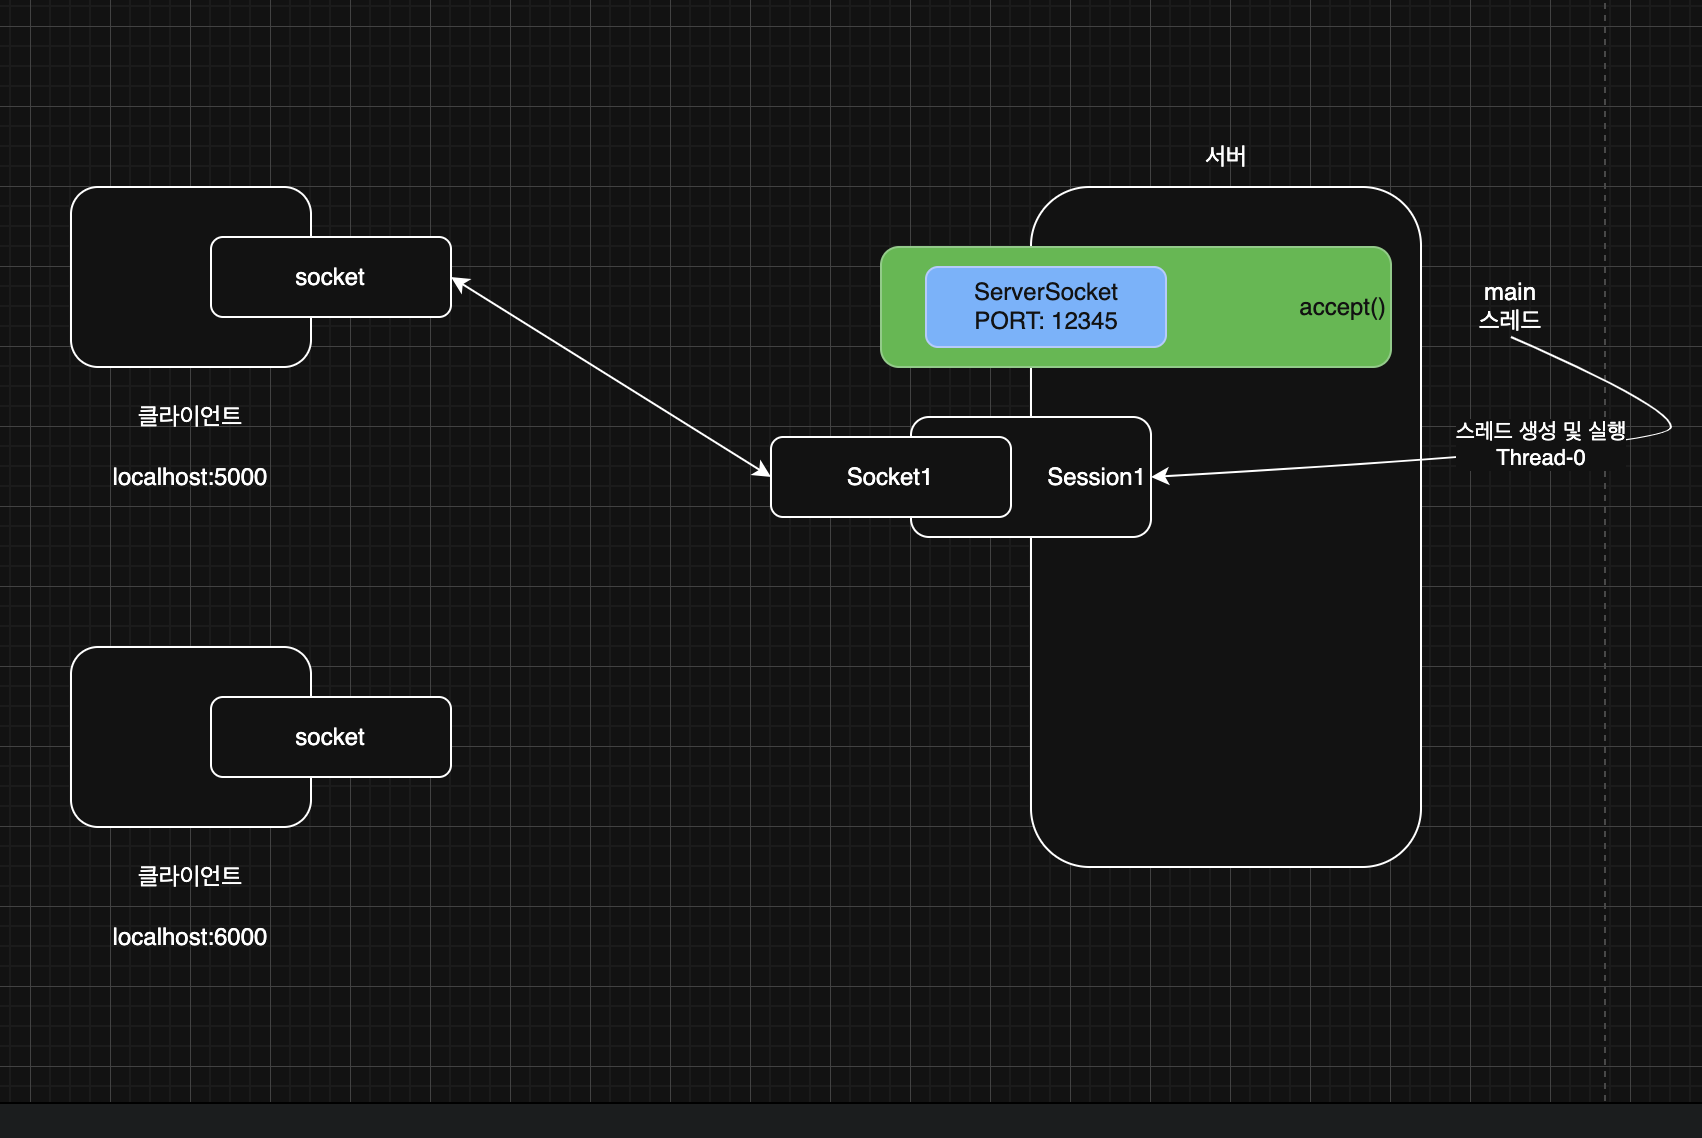 서버
socket
ServerSocket
PORT: 12345
accept()
main
스레드
클라이언트
localhost:5000
Socket1
Session1
스레드 생성 및 실행
Thread-0
socket
클라이언트
localhost:6000